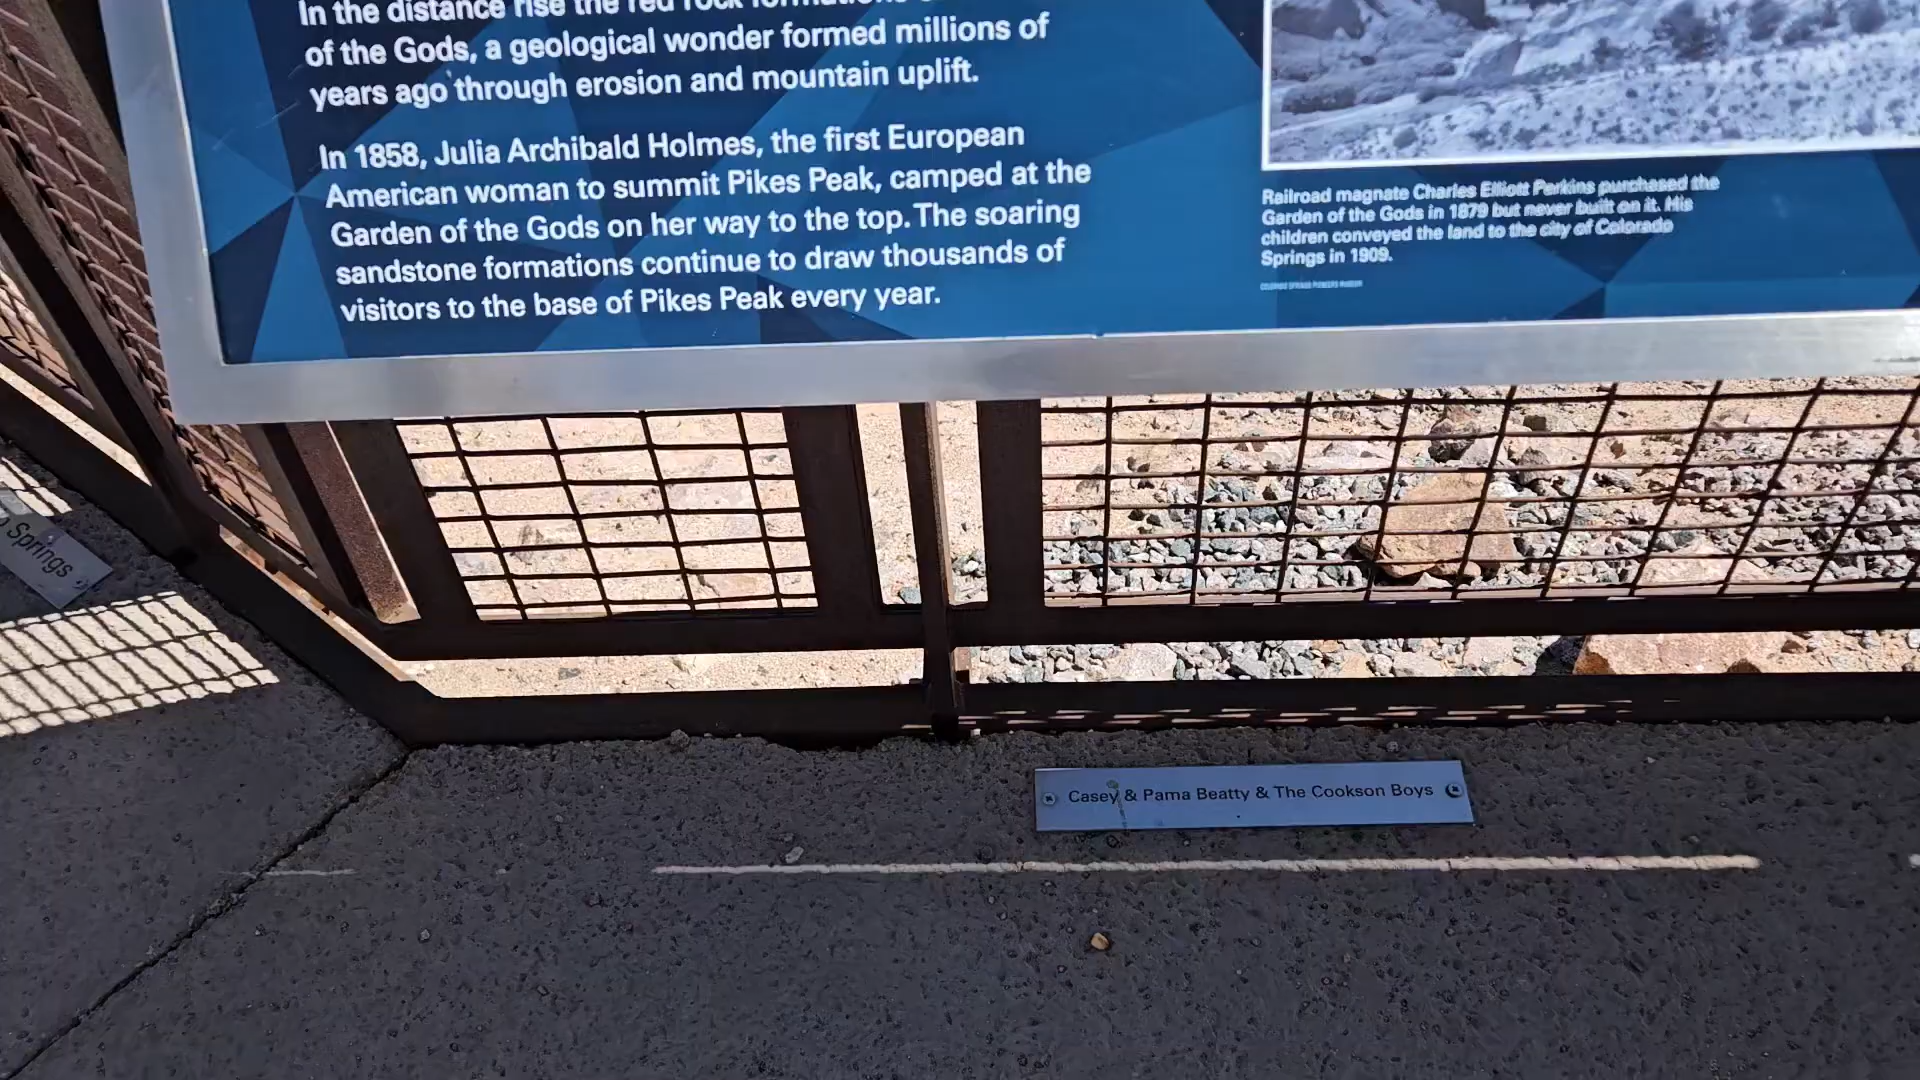 In the distance rise the red rock formations
of the Gods, a geological wonder formed millions of
years ago through erosion and mountain uplift.
In 1858, Julia Archibald Holmes, the first European
American woman to summit Pikes Peak, camped at the
Garden of the Gods on her way to the top. The soaring
sandstone formations continue to draw thousands of
visitors to the base of Pikes Peak every year.
Railroad magnate Charles Elliott Perkins purchased the
Garden of the Gods in 1879 but never built on it. His
children conveyed the land to the city of Colorado
Springs in 1909.
COLORADO SPRINGS PIONEERS MUSEUM
Springs
Casey & Pama Beatty & The Cookson Boys